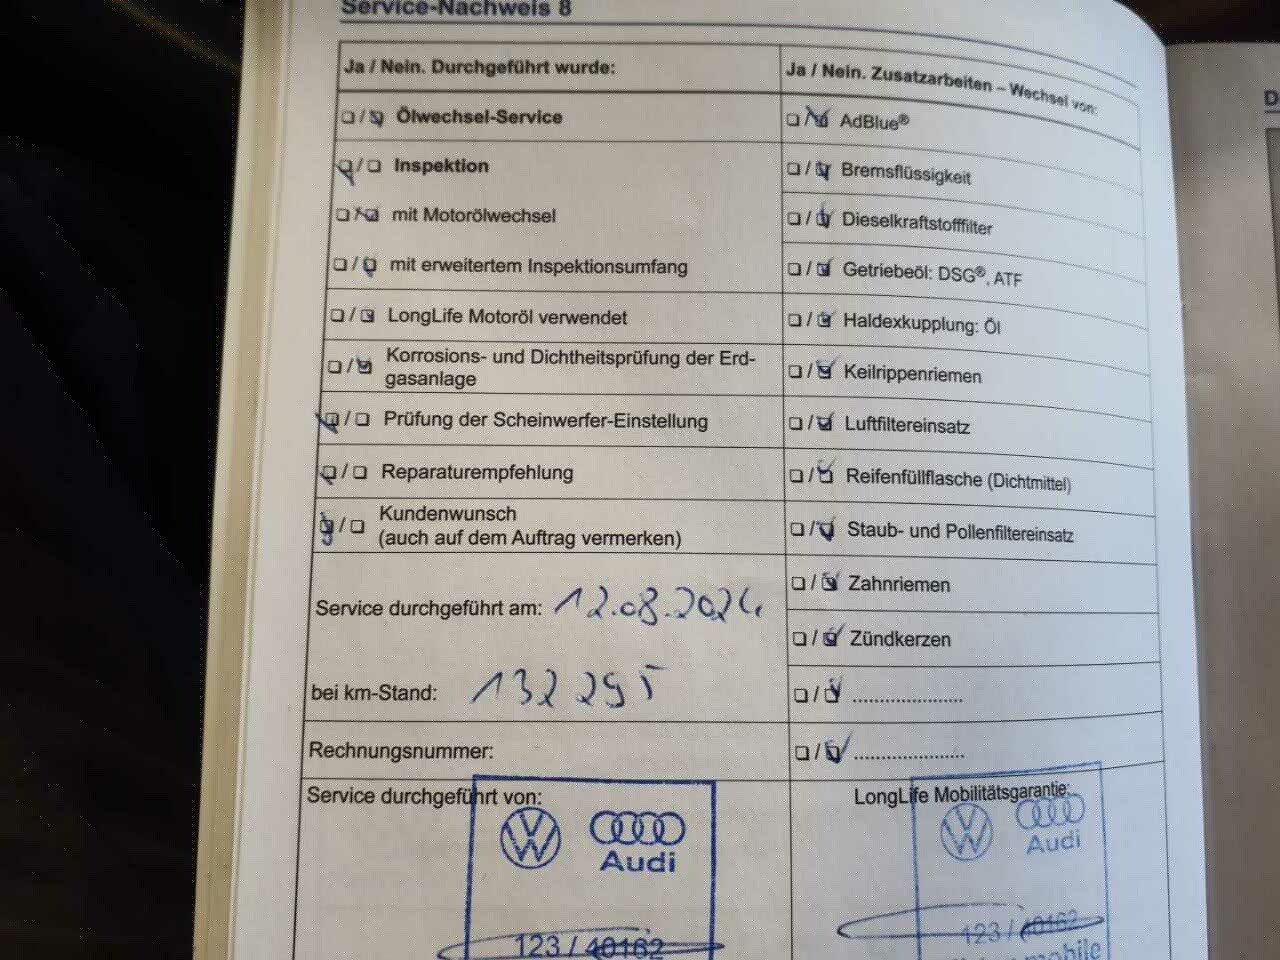 Service-Nachweis 8
Ja / Nein. Durchgeführt wurde:
/ Ölwechsel-Service
/ Inspektion
/ mit Motorölwechsel
/ mit erweitertem Inspektionsumfang
/ LongLife Motoröl verwendet
/ Korrosions- und Dichtheitsprüfung der Erd-
gasanlage
/ Prüfung der Scheinwerfer-Einstellung
/ Reparaturempfehlung
/ Kundenwunsch
(auch auf dem Auftrag vermerken)
Service durchgeführt am: 12.08.2024
bei km-Stand: 132295
Rechnungsnummer:
Service durchgeführt von:
Audi
123 / 40162
Ja / Nein. Zusatzarbeiten – Wechsel von:
/ AdBlue®
/ Bremsflüssigkeit
/ Dieselkraftstofffilter
/ Getriebeöl: DSG®, ATF
/ Haldexkupplung: Öl
/ Keilrippenriemen
/ Luftfiltereinsatz
/ Reifenfüllflasche (Dichtmittel)
/ Staub- und Pollenfiltereinsatz
/ Zahnriemen
/ Zündkerzen
/ .....................
/ .....................
LongLife Mobilitätsgarantie:
Audi
123 / 40162
D